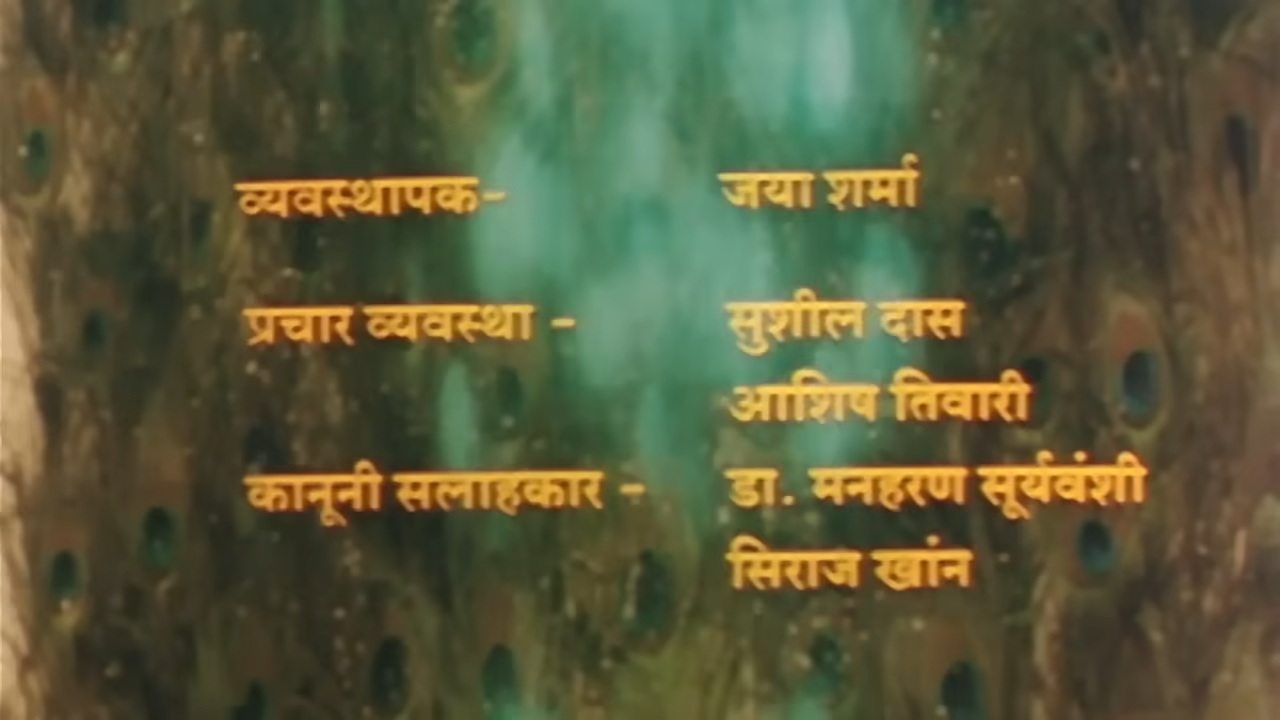 व्यवस्थापक- जया शर्मा
प्रचार व्यवस्था - सुशील दास
आशिष तिवारी
कानूनी सलाहकार - डा. मनहरण सूर्यवंशी
सिराज खांन